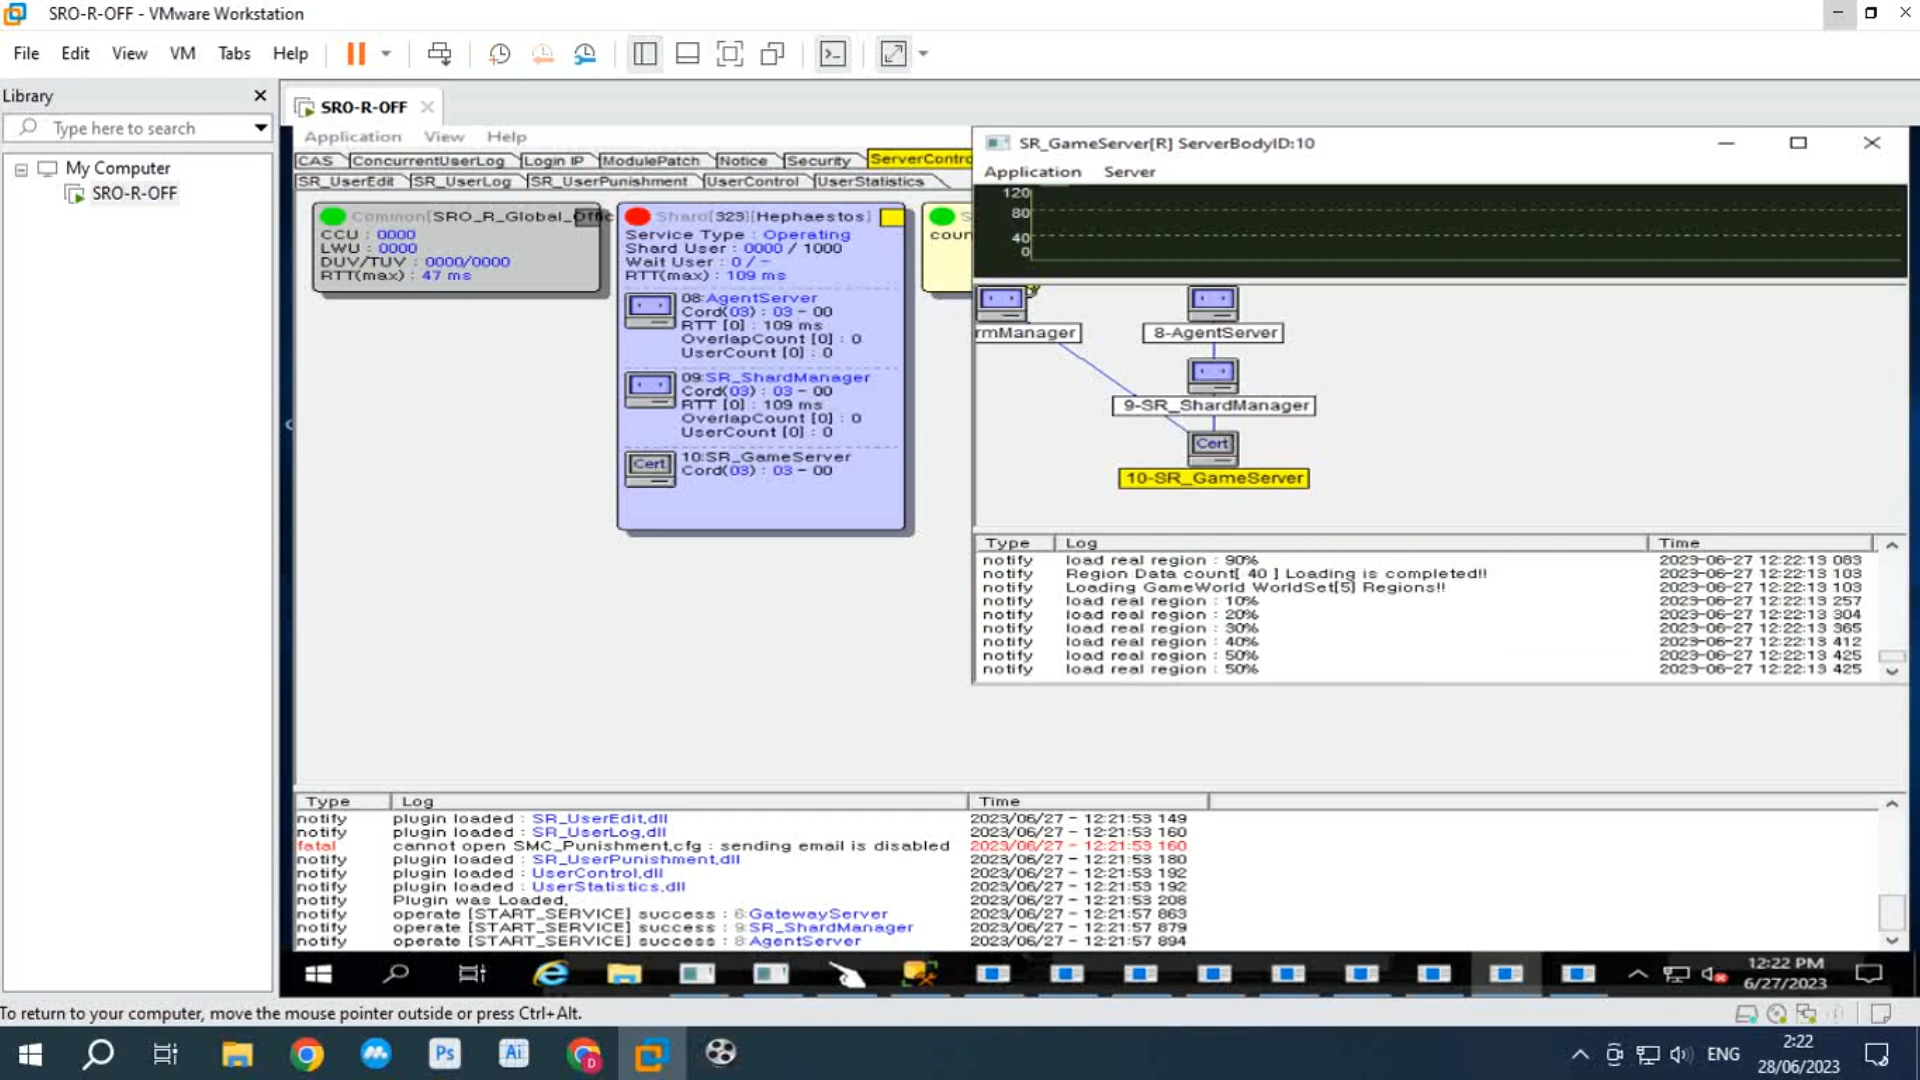 SRO-R-OFF - VMware Workstation
File Edit View VM Tabs Help
Library
Type here to search
My Computer
SRO-R-OFF
SRO-R-OFF
Application View Help
CAS ConcurrentUserLog Login IP ModulePatch Notice Security ServerContro
SR_UserEdit SR_UserLog SR_UserPunishment UserControl UserStatistics
Common[SRO_R_Global_Offic
CCU : 0000
LWU : 0000
DUV/TUV : 0000/0000
RTT(max) : 47 ms
Shard[323][Hephaestos]
Service Type : Operating
Shard User : 0000 / 1000
Wait User : 0 / -
RTT(max) : 109 ms
08:AgentServer
Cord(03) : 03 - 00
RTT [0] : 109 ms
OverlapCount [0] : 0
UserCount [0] : 0
09:SR_ShardManager
Cord(03) : 03 - 00
RTT [0] : 109 ms
OverlapCount [0] : 0
UserCount [0] : 0
Cert
10:SR_GameServer
Cord(03) : 03 - 00
S
coun
SR_GameServer[R] ServerBodyID:10
Application Server
120
80
40
0
rmManager
8-AgentServer
9-SR_ShardManager
Cert
10-SR_GameServer
Type Log Time
notify load real region : 90% 2023-06-27 12:22:13 083
notify Region Data count[ 40 ] Loading is completed!! 2023-06-27 12:22:13 103
notify Loading GameWorld WorldSet[5] Regions!! 2023-06-27 12:22:13 103
notify load real region : 10% 2023-06-27 12:22:13 257
notify load real region : 20% 2023-06-27 12:22:13 304
notify load real region : 30% 2023-06-27 12:22:13 365
notify load real region : 40% 2023-06-27 12:22:13 412
notify load real region : 50% 2023-06-27 12:22:13 425
notify load real region : 50% 2023-06-27 12:22:13 425
Type Log Time
notify plugin loaded : SR_UserEdit.dll 2023/06/27 - 12:21:53 149
notify plugin loaded : SR_UserLog.dll 2023/06/27 - 12:21:53 160
fatal cannot open SMC_Punishment.cfg : sending email is disabled 2023/06/27 - 12:21:53 160
notify plugin loaded : SR_UserPunishment.dll 2023/06/27 - 12:21:53 180
notify plugin loaded : UserControl.dll 2023/06/27 - 12:21:53 192
notify plugin loaded : UserStatistics.dll 2023/06/27 - 12:21:53 192
notify Plugin was Loaded. 2023/06/27 - 12:21:53 208
notify operate [START_SERVICE] success : 6:GatewayServer 2023/06/27 - 12:21:57 863
notify operate [START_SERVICE] success : 9:SR_ShardManager 2023/06/27 - 12:21:57 879
notify operate [START_SERVICE] success : 8:AgentServer 2023/06/27 - 12:21:57 894
12:22 PM
6/27/2023
To return to your computer, move the mouse pointer outside or press Ctrl+Alt.
Ps
Ai
D
ENG
2:22
28/06/2023